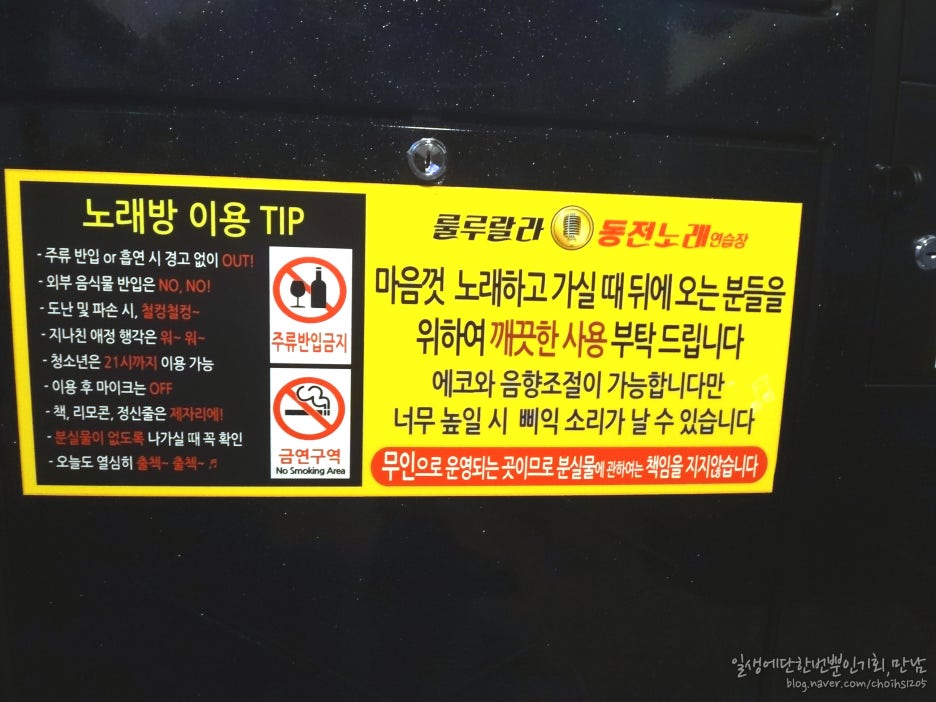 노래방 이용 TIP
- 주류 반입 or 흡연 시 경고 없이 OUT!
- 외부 음식물 반입은 NO, NO!
- 도난 및 파손 시, 철컹철컹~
- 지나친 애정 행각은 워~ 워~
- 청소년은 21시까지 이용 가능
- 이용 후 마이크는 OFF
- 책, 리모콘, 정신줄은 제자리에!
- 분실물이 없도록 나가실 때 꼭 확인
- 오늘도 열심히 출첵~ 출첵~ ♬
주류반입금지
금연구역
No Smoking Area
룰루랄라 동전노래연습장
마음껏 노래하고 가실 때 뒤에 오는 분들을
위하여 깨끗한 사용 부탁 드립니다
에코와 음향조절이 가능합니다만
너무 높일 시 삐익 소리가 날 수 있습니다
무인으로 운영되는 곳이므로 분실물에 관하여는 책임을 지지않습니다
일생에단한번뿐인기회,만남
blog.naver.com/choihs1205